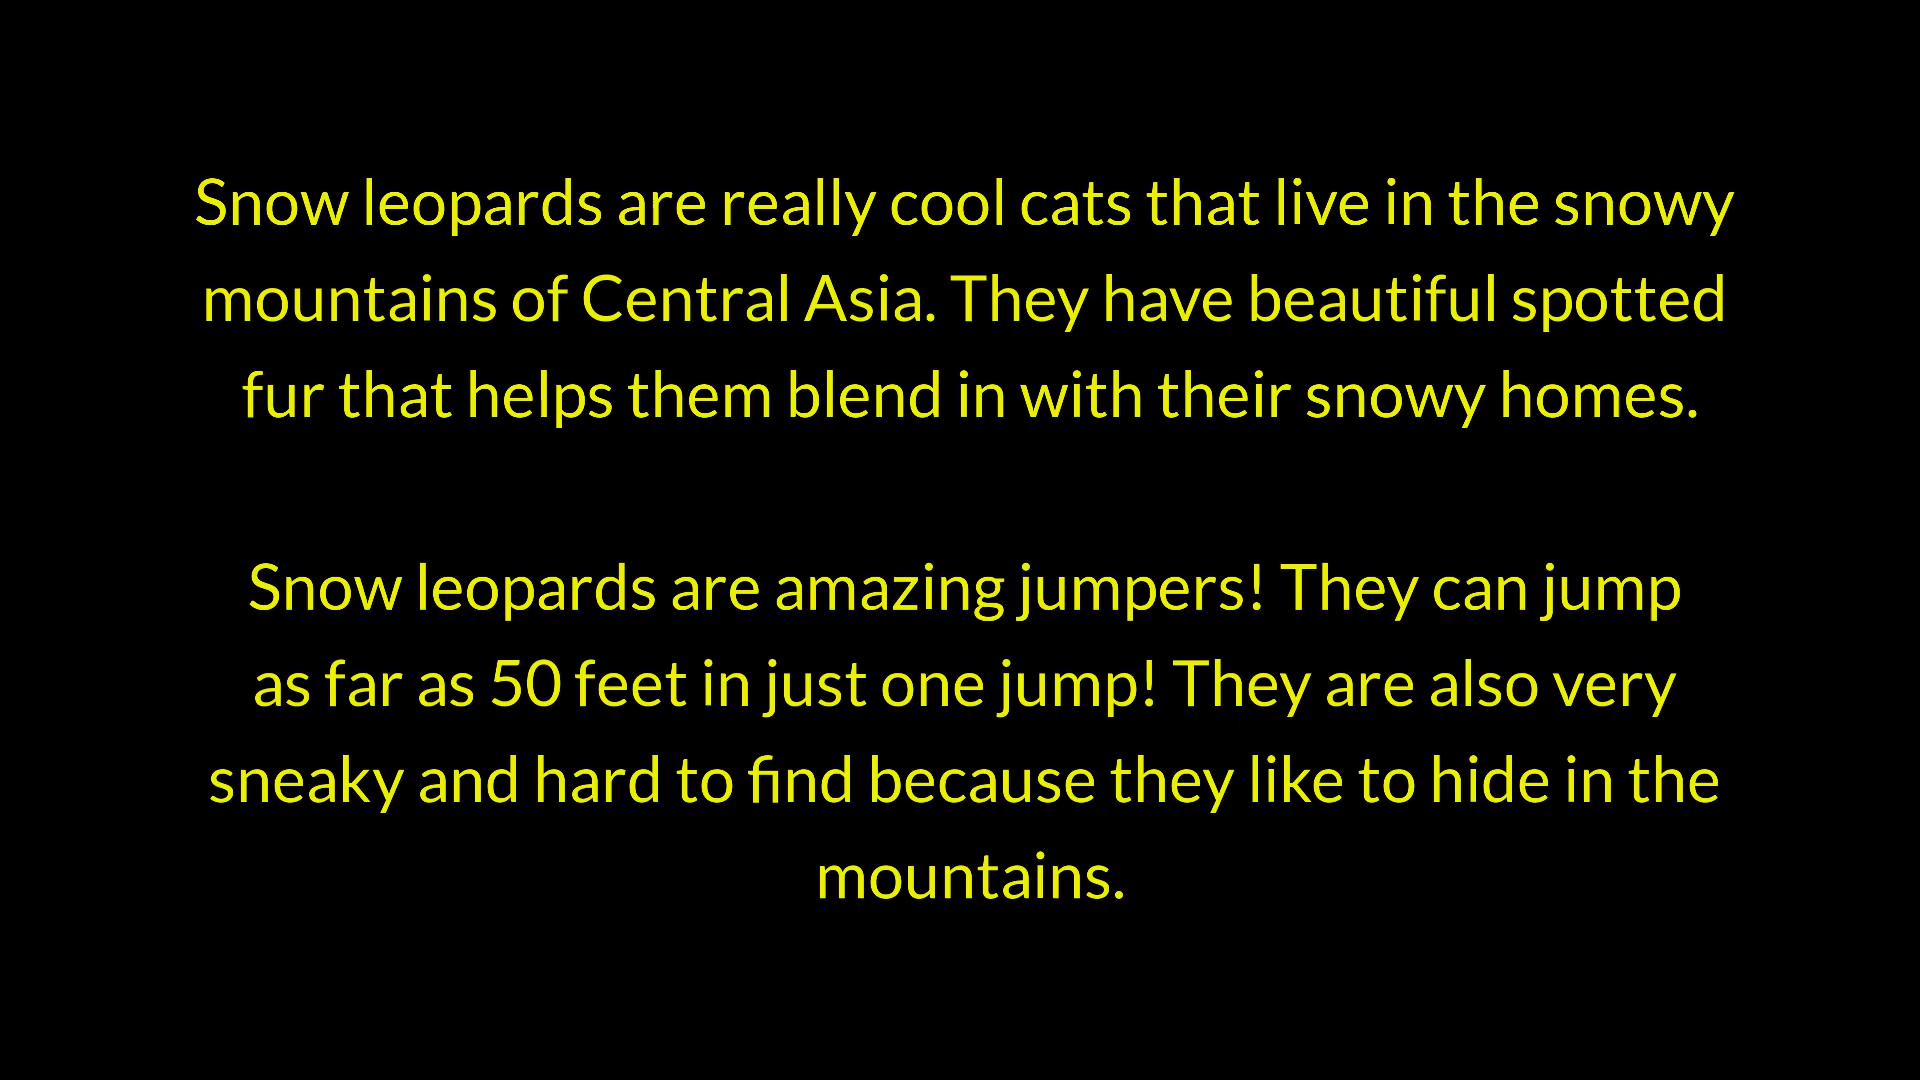 Snow leopards are really cool cats that live in the snowy
mountains of Central Asia. They have beautiful spotted
fur that helps them blend in with their snowy homes.
Snow leopards are amazing jumpers! They can jump
as far as 50 feet in just one jump! They are also very
sneaky and hard to find because they like to hide in the
mountains.